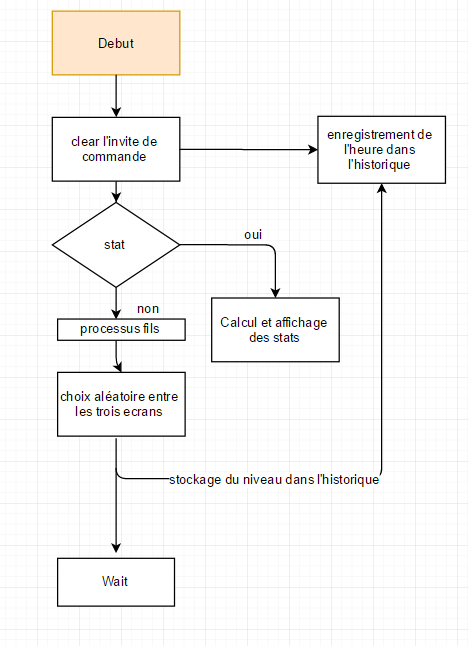 Debut
clear l'invite de
commande
enregistrement de
l'heure dans
l'historique
stat
oui
non
processus fils
Calcul et affichage
des stats
choix aléatoire entre
les trois ecrans
stockage du niveau dans l'historique
Wait